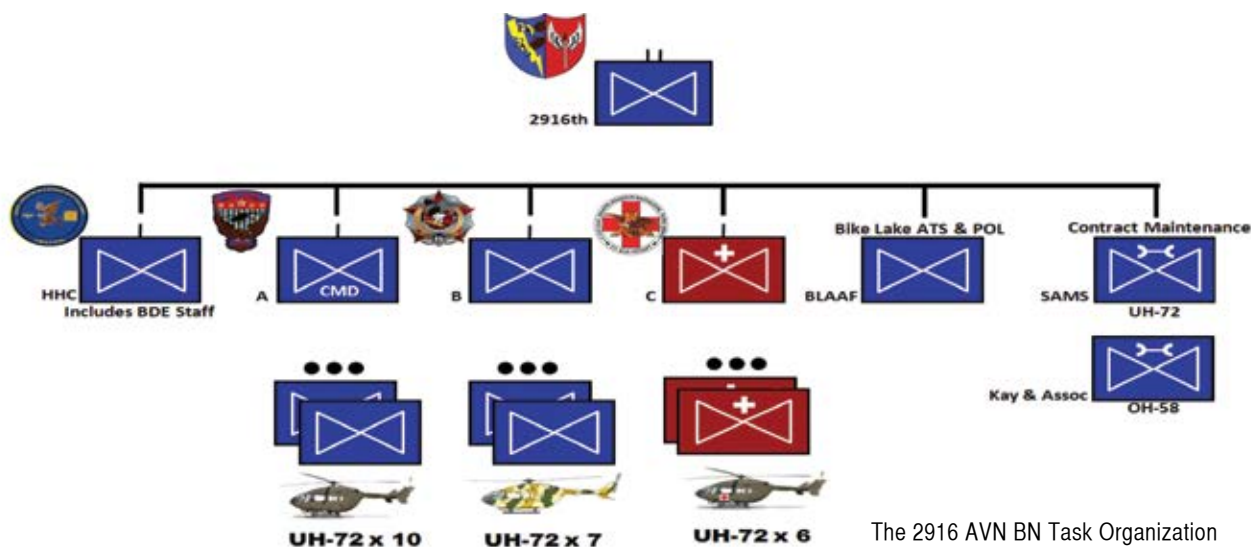 2916th
Bike Lake ATS & POL
Contract Maintenance
HHC
A
CMD
B
C
BLAAF
SAMS
Includes BDE Staff
UH-72
Kay & Assoc
OH-58
UH-72 x 10
UH-72 x 7
UH-72 x 6
The 2916 AVN BN Task Organization